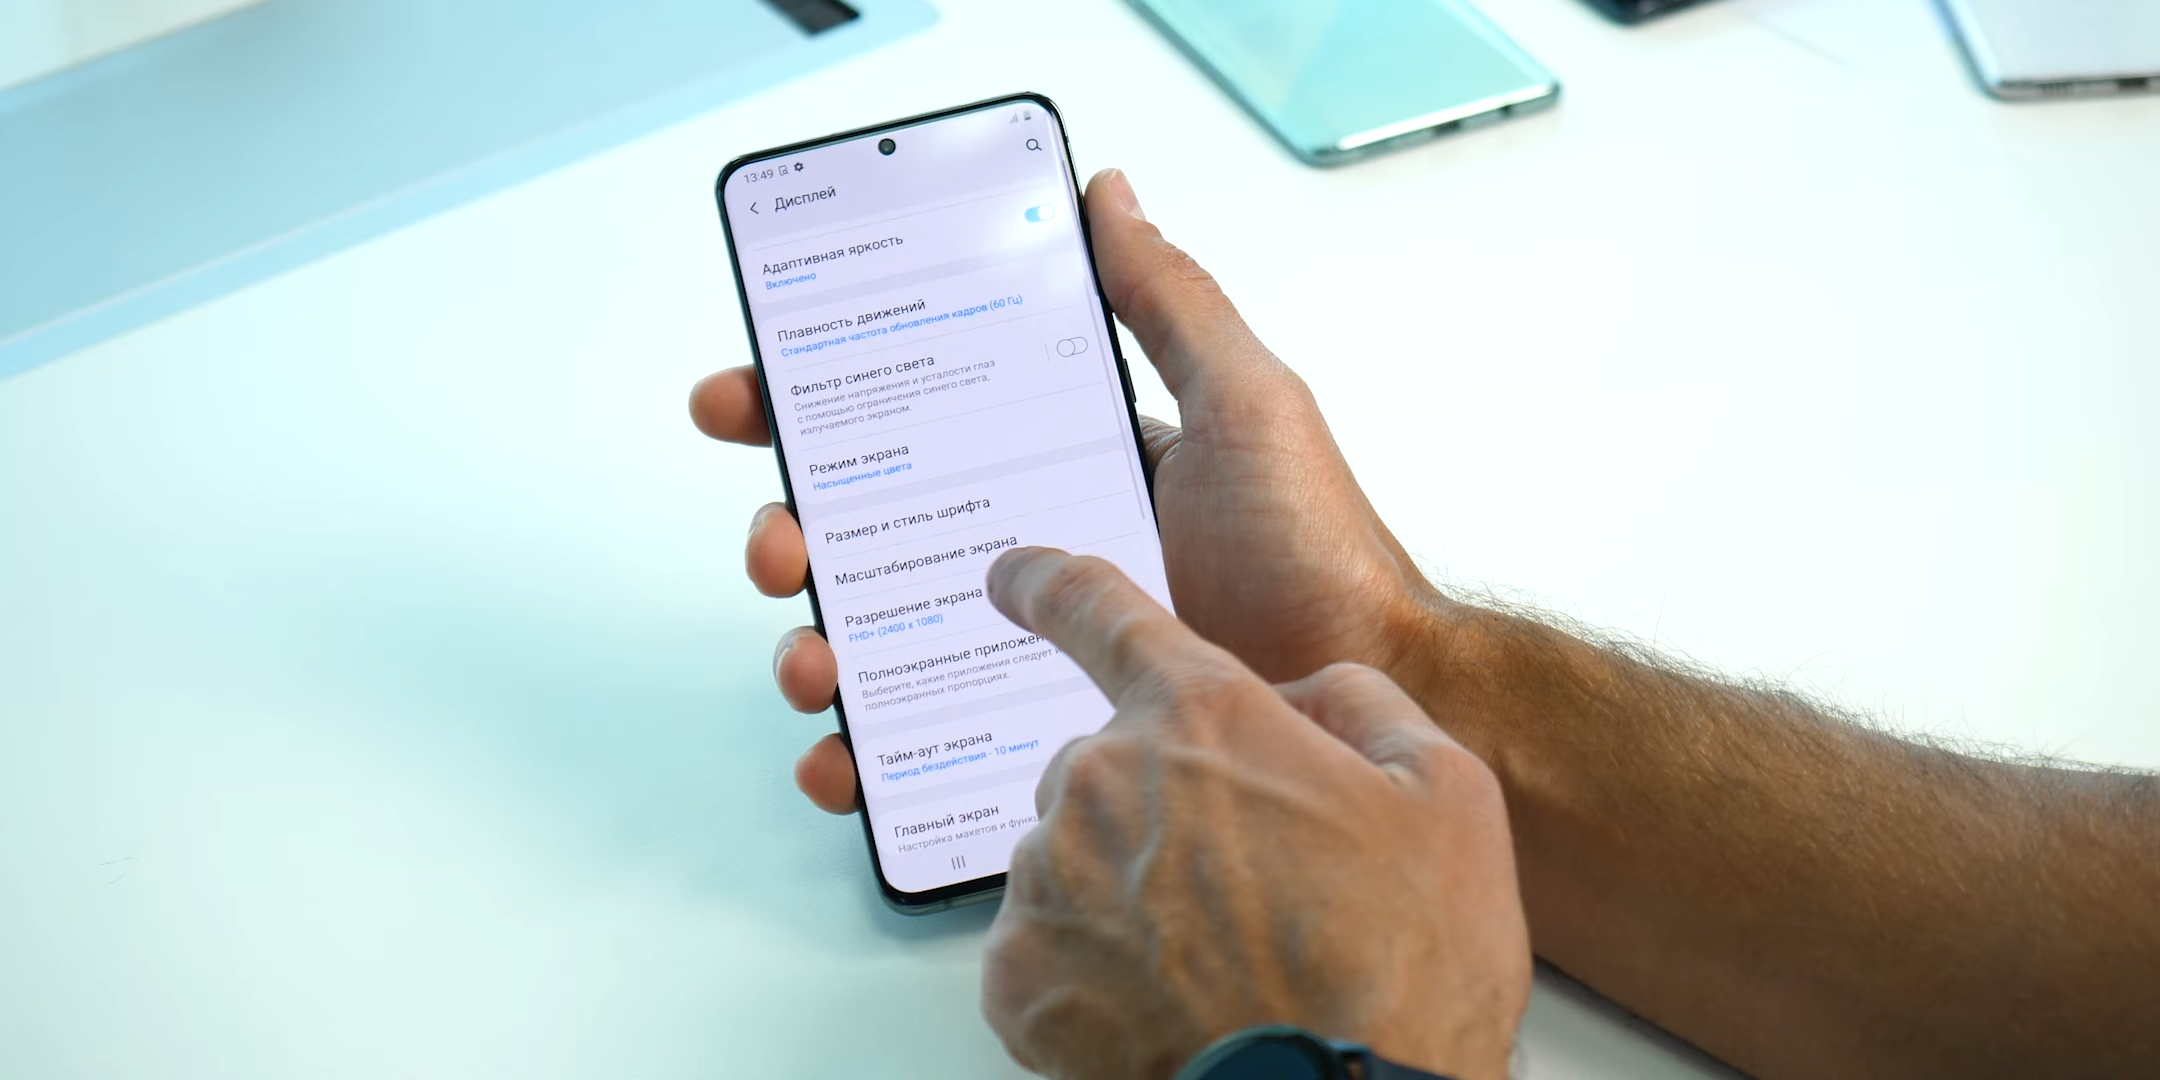 13:49
Дисплей
Адаптивная яркость
Включено
Плавность движений
Стандартная частота обновления кадров (60 Гц)
Фильтр синего света
Снижение напряжения и усталости глаз
с помощью ограничения синего света,
излучаемого экраном.
Режим экрана
Насыщенные цвета
Размер и стиль шрифта
Масштабирование экрана
Разрешение экрана
FHD+ (2400 x 1080)
Полноэкранные приложен
Выберите, какие приложения следует и
полноэкранных пропорциях.
Тайм-аут экрана
Период бездействия - 10 минут
Главный экран
Настройка макетов и функц